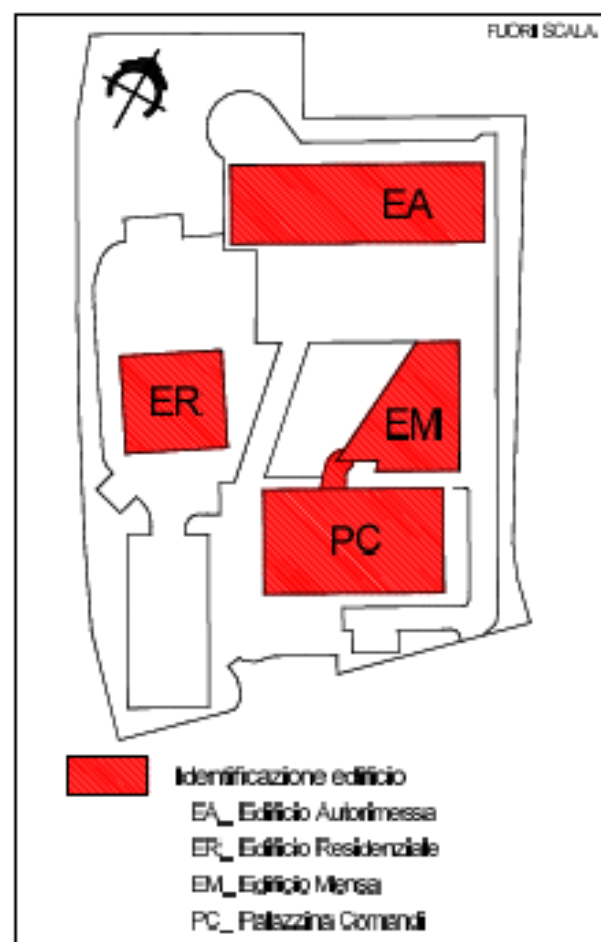 FUORI SCALA
EA
ER
EM
PC
Identificazione edificio
EA_ Edificio Autorimessa
ER_ Edificio Residenziale
EM_ Edificio Mensa
PC_ Palazzina Comandi